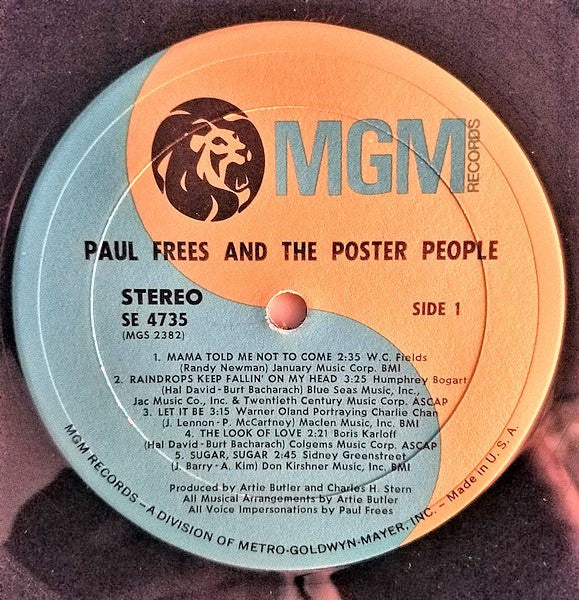 MGM
RECORDS
PAUL FREES AND THE POSTER PEOPLE
STEREO
SE 4735
(MGS 2382)
SIDE 1
1. MAMA TOLD ME NOT TO COME 2:35 W.C. Fields
(Randy Newman) January Music Corp. BMI
2. RAINDROPS KEEP FALLIN' ON MY HEAD 3:25 Humphrey Bogart
(Hal David-Burt Bacharach) Blue Seas Music, Inc.,
Jac Music Co., Inc. & Twentieth Century Music Corp. ASCAP
3. LET IT BE 3:15 Warner Oland Portraying Charlie Chan
(J. Lennon-P. McCartney) Maclen Music, Inc. BMI
4. THE LOOK OF LOVE 2:21 Boris Karloff
(Hal David-Burt Bacharach) Colgems Music Corp. ASCAP
5. SUGAR, SUGAR 2:45 Sidney Greenstreet
(J. Barry-A. Kim) Don Kirshner Music, Inc. BMI
Produced by Artie Butler and Charles H. Stern
All Musical Arrangements by Artie Butler
All Voice Impersonations by Paul Frees
MGM RECORDS – A DIVISION OF METRO-GOLDWYN-MAYER, INC. – Made in U. S. A.